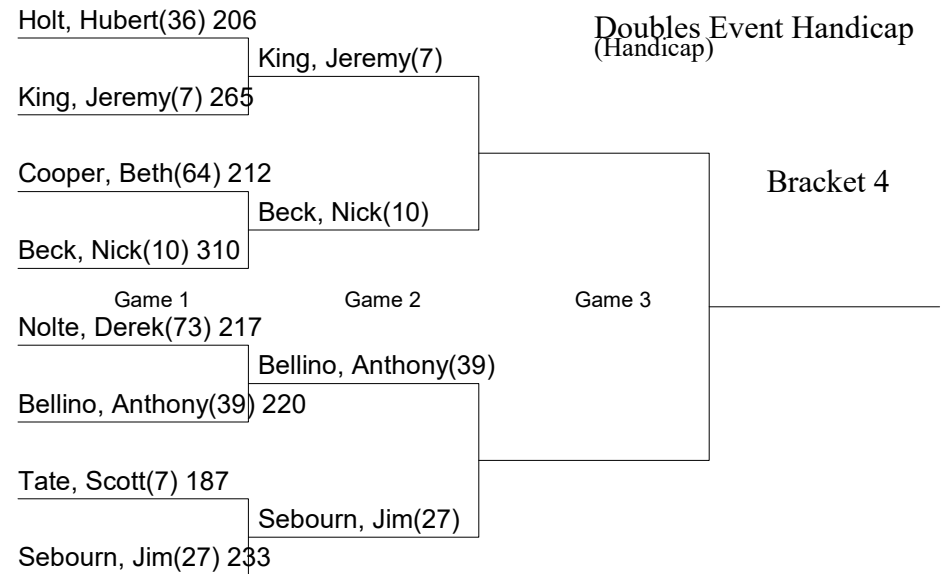 Holt, Hubert(36) 206
Doubles Event Handicap
(Handicap)
King, Jeremy(7)
King, Jeremy(7) 265
Cooper, Beth(64) 212
Bracket 4
Beck, Nick(10)
Beck, Nick(10) 310
Game 1
Game 2
Game 3
Nolte, Derek(73) 217
Bellino, Anthony(39)
Bellino, Anthony(39) 220
Tate, Scott(7) 187
Sebourn, Jim(27)
Sebourn, Jim(27) 233